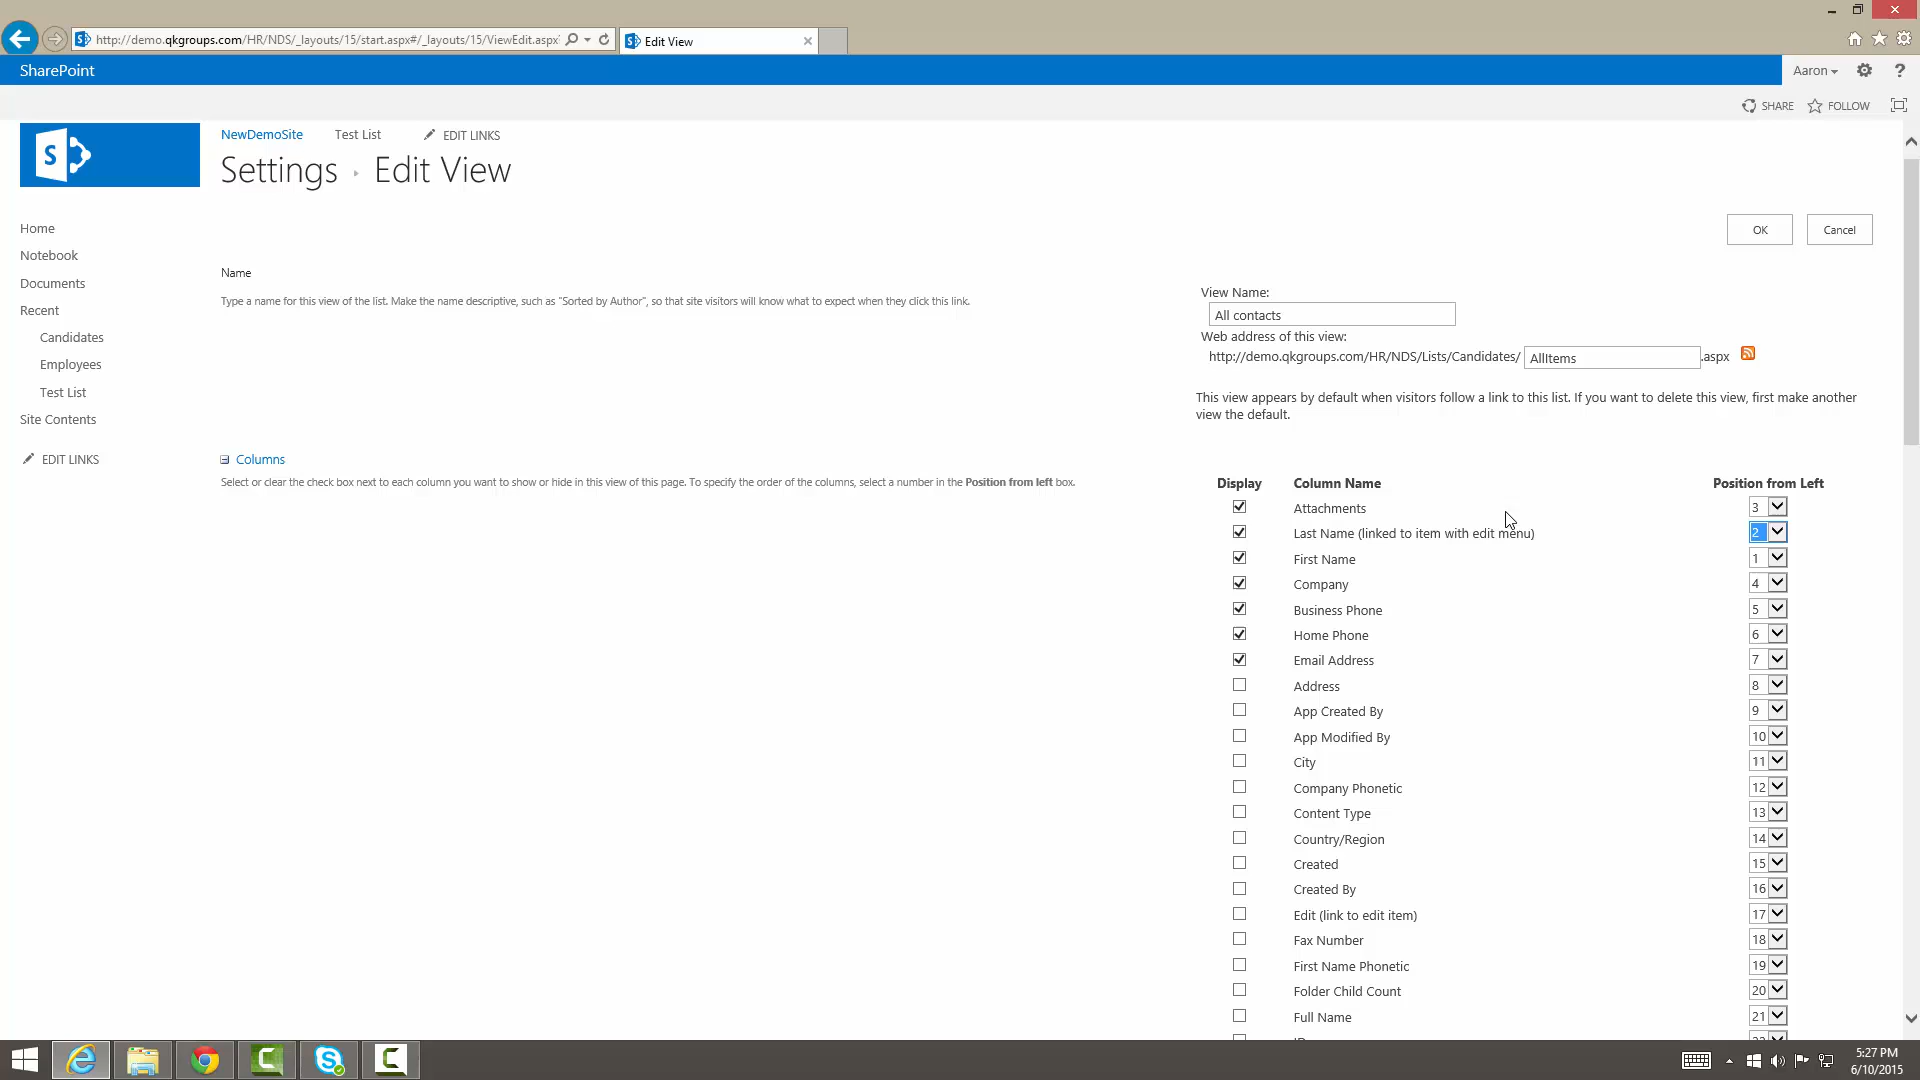 http://demo.qkgroups.com/HR/NDS/_layouts/15/start.aspx#/_layouts/15/ViewEdit.aspx
Edit View
SharePoint
Aaron
?
SHARE
FOLLOW
S
NewDemoSite
Test List
EDIT LINKS
Settings
Edit View
Home
Notebook
Documents
Recent
Candidates
Employees
Test List
Site Contents
EDIT LINKS
OK
Cancel
Name
Type a name for this view of the list. Make the name descriptive, such as "Sorted by Author", so that site visitors will know what to expect when they click this link.
View Name:
All contacts
Web address of this view:
http://demo.qkgroups.com/HR/NDS/Lists/Candidates/ AllItems .aspx
This view appears by default when visitors follow a link to this list. If you want to delete this view, first make another
view the default.
Columns
Select or clear the check box next to each column you want to show or hide in this view of this page. To specify the order of the columns, select a number in the Position from left box.
Display Column Name Position from Left
Attachments 3
Last Name (linked to item with edit menu) 2
First Name 1
Company 4
Business Phone 5
Home Phone 6
Email Address 7
Address 8
App Created By 9
App Modified By 10
City 11
Company Phonetic 12
Content Type 13
Country/Region 14
Created 15
Created By 16
Edit (link to edit item) 17
Fax Number 18
First Name Phonetic 19
Folder Child Count 20
Full Name 21
5:27 PM
6/10/2015